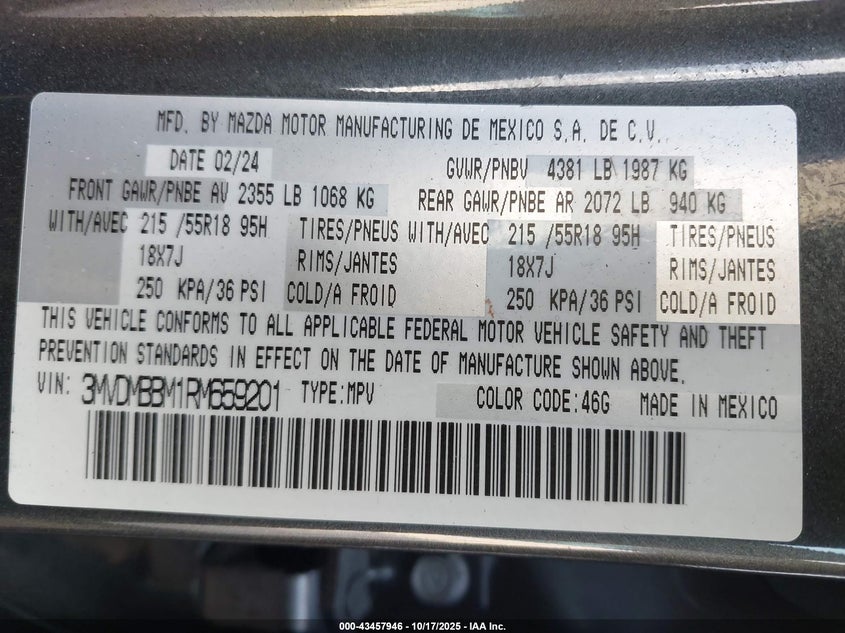 MFD. BY MAZDA MOTOR MANUFACTURING DE MEXICO S.A. DE C.V.
DATE 02/24 GVWR/PNBV 4381 LB 1987 KG
FRONT GAWR/PNBE AV 2355 LB 1068 KG REAR GAWR/PNBE AR 2072 LB 940 KG
WITH/AVEC 215 /55R18 95H TIRES/PNEUS WITH/AVEC 215 /55R18 95H TIRES/PNEUS
18X7J RIMS/JANTES 18X7J RIMS/JANTES
250 KPA/36 PSI COLD/A FROID 250 KPA/36 PSI COLD/A FROID
THIS VEHICLE CONFORMS TO ALL APPLICABLE FEDERAL MOTOR VEHICLE SAFETY AND THEFT
PREVENTION STANDARDS IN EFFECT ON THE DATE OF MANUFACTURE SHOWN ABOVE.
VIN: 3MVDMBBM1RM659201 TYPE:MPV COLOR CODE:46G MADE IN MEXICO
000-43457946 - 10/17/2025 - IAA Inc.